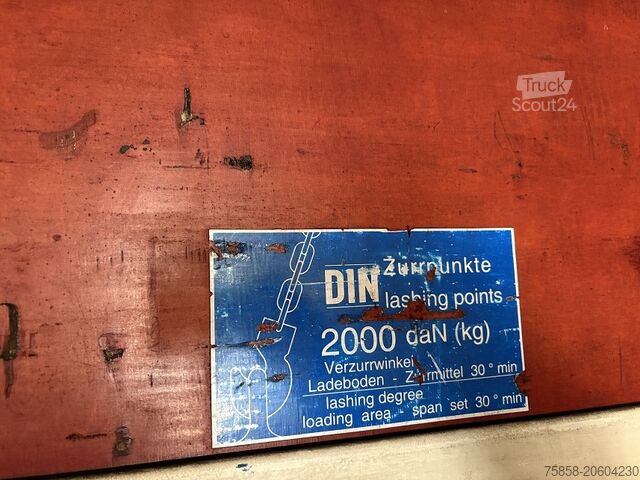 Truck
Scout24
DIN Zurrpunkte
lashing points
2000 daN (kg)
Verzurrwinkel
Ladeboden - Zurrmittel 30° min
lashing degree
loading area - span set 30° min
75858-20604230